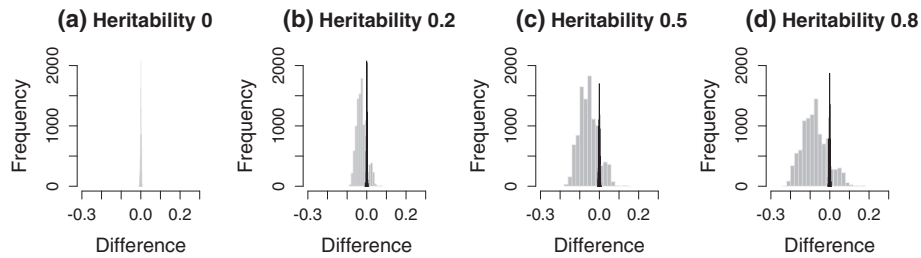 (a) Heritability 0
Frequency
0 1000 2000
-0.3 0.0 0.2
Difference
(b) Heritability 0.2
Frequency
0 1000 2000
-0.3 0.0 0.2
Difference
(c) Heritability 0.5
Frequency
0 1000 2000
-0.3 0.0 0.2
Difference
(d) Heritability 0.8
Frequency
0 1000 2000
-0.3 0.0 0.2
Difference